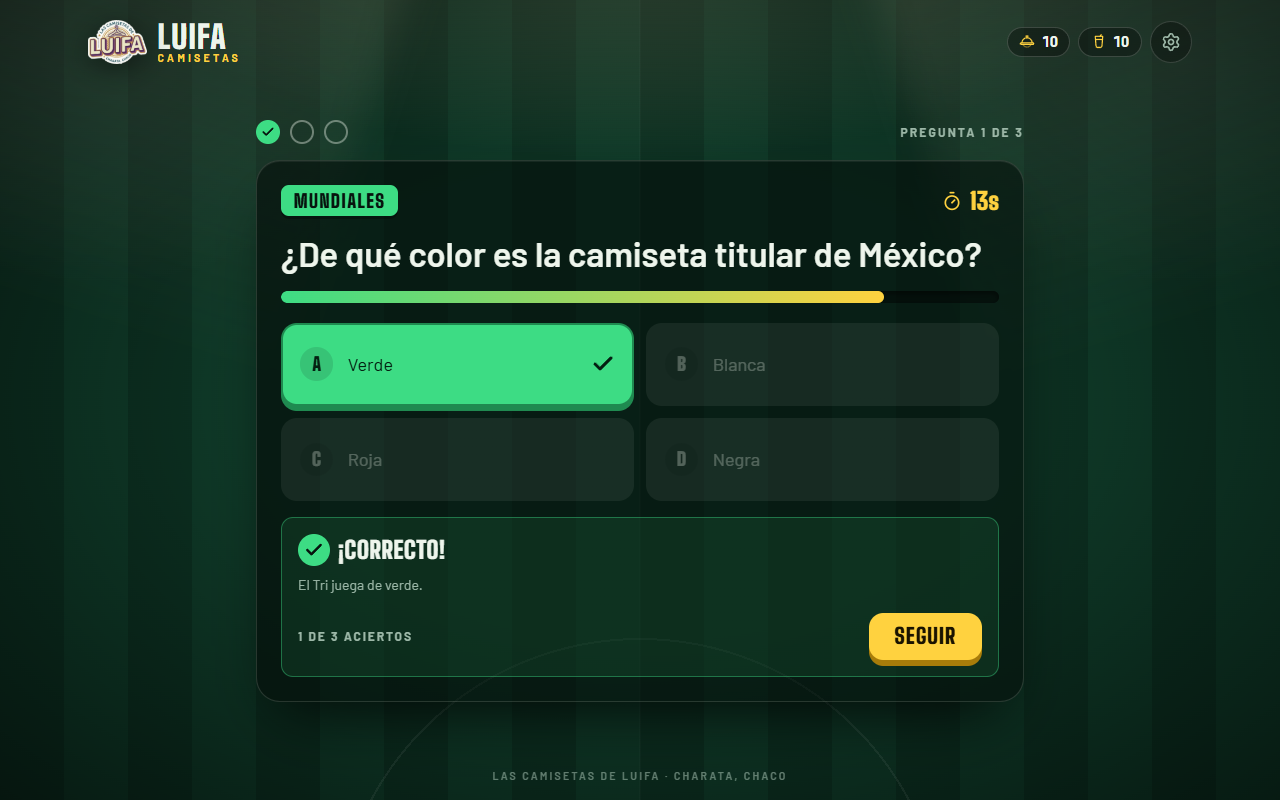 LUIFA
LUIFA
CAMISETAS
10
10
PREGUNTA 1 DE 3
MUNDIALES
13s
¿De qué color es la camiseta titular de México?
A
Verde
B
Blanca
C
Roja
D
Negra
¡CORRECTO!
El Tri juega de verde.
1 DE 3 ACIERTOS
SEGUIR
LAS CAMISETAS DE LUIFA · CHARATA, CHACO